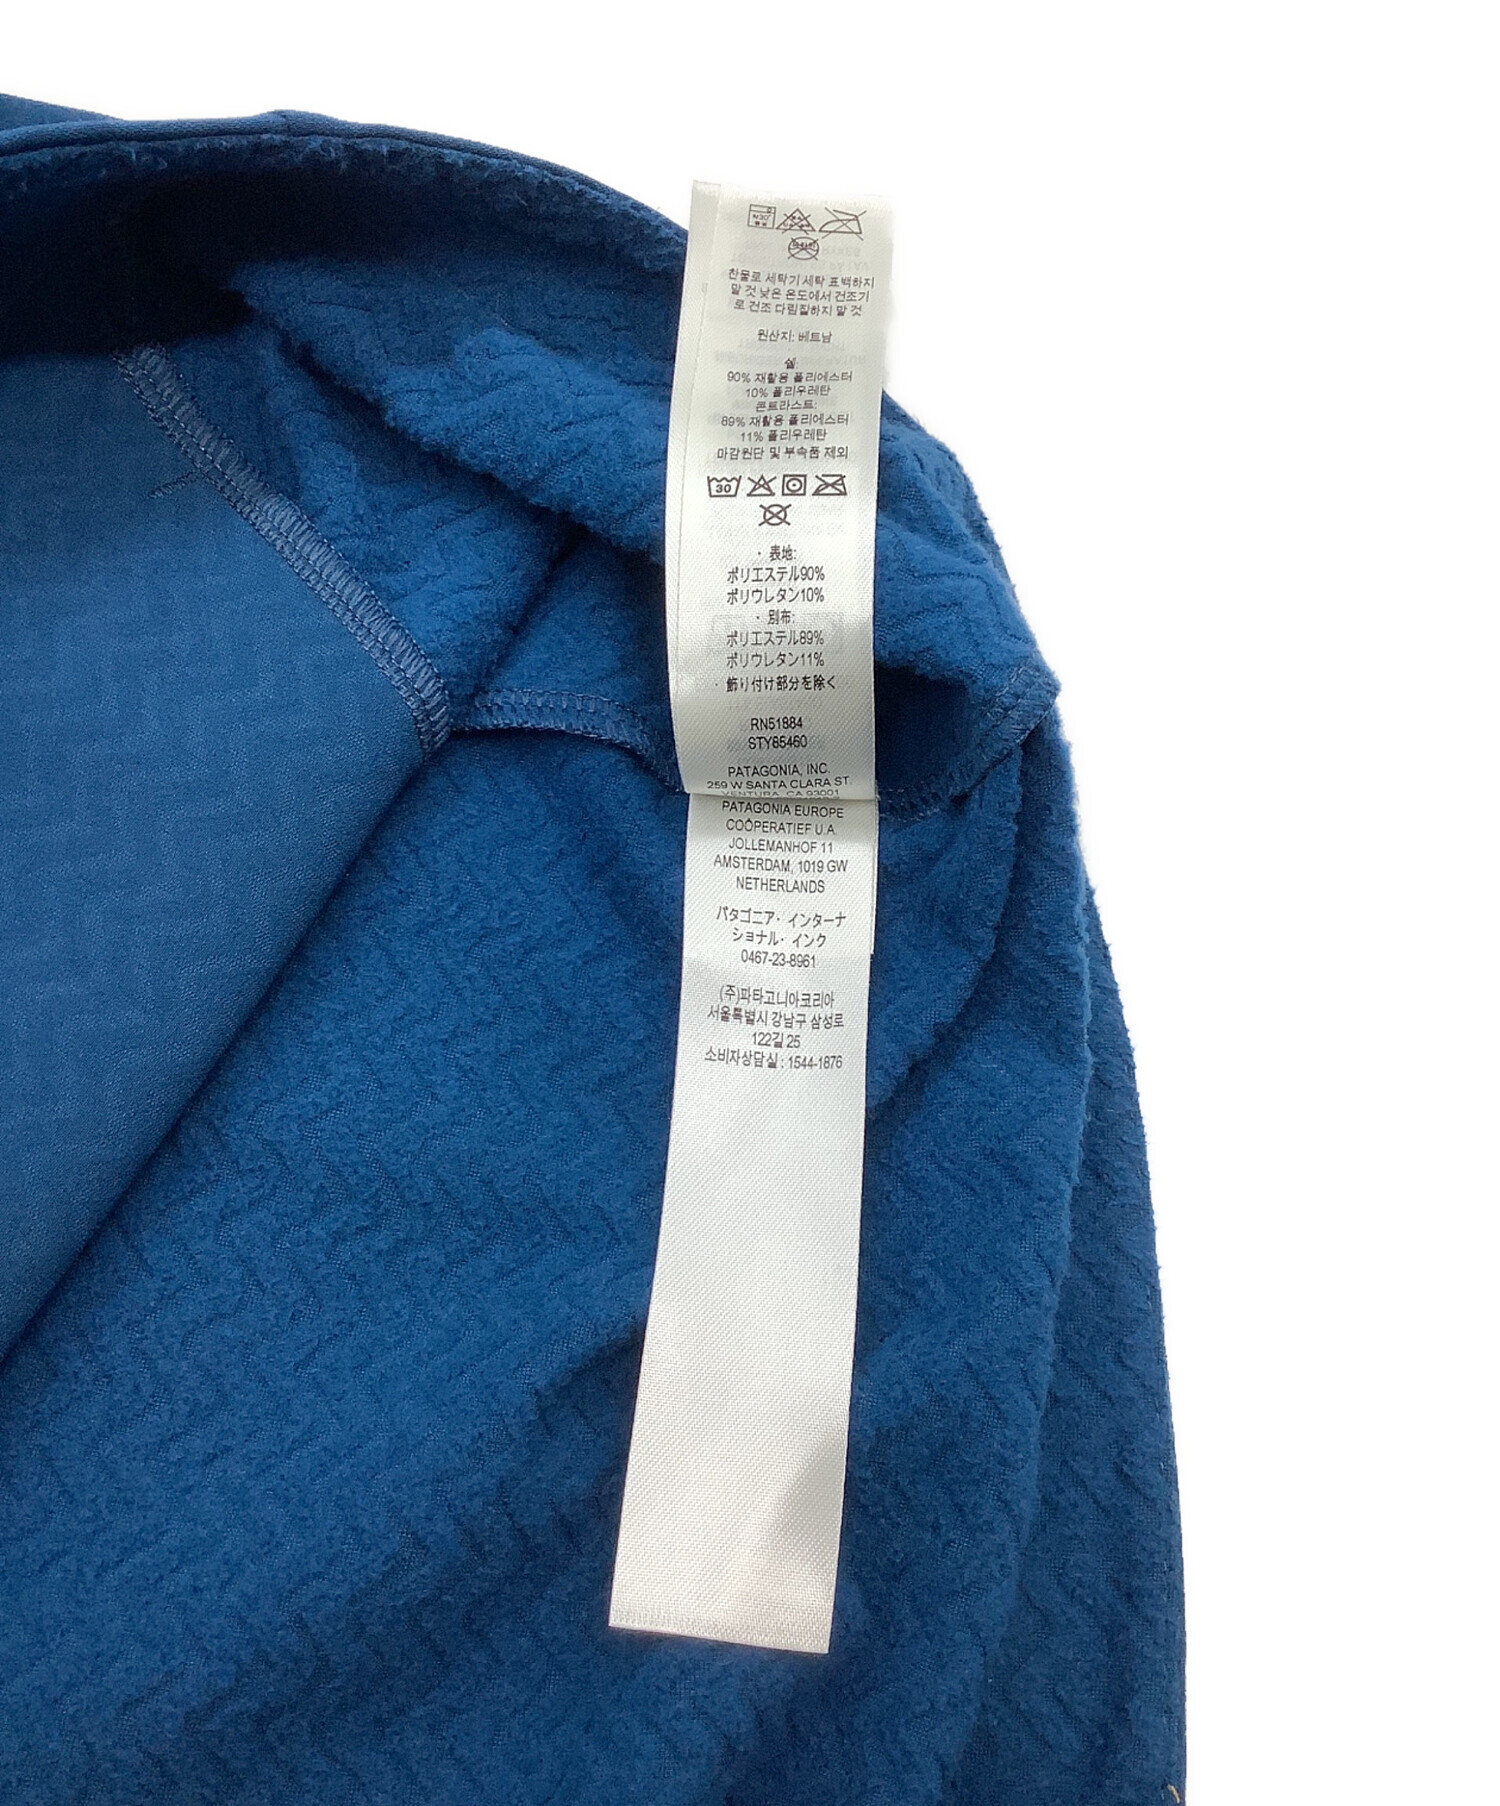 찬물로 세탁기 세탁 표백하지
말 것 낮은 온도에서 건조기
로 건조 다림질하지 말 것
원산지: 베트남
쉘:
90% 재활용 폴리에스터
10% 폴리우레탄
콘트라스트:
89% 재활용 폴리에스터
11% 폴리우레탄
마감원단 및 부속품 제외
30
・表地:
ポリエステル90%
ポリウレタン10%
・別布:
ポリエステル89%
ポリウレタン11%
・飾り付け部分を除く
RN51884
STY85460
PATAGONIA, INC.
259 W SANTA CLARA ST.
VENTURA, CA 93001
PATAGONIA EUROPE
COÖPERATIEF U.A.
JOLLEMANHOF 11
AMSTERDAM, 1019 GW
NETHERLANDS
パタゴニア・インターナ
ショナル・インク
0467-23-8961
(주)파타고니아코리아
서울특별시 강남구 삼성로
122길 25
소비자상담실 : 1544-1876